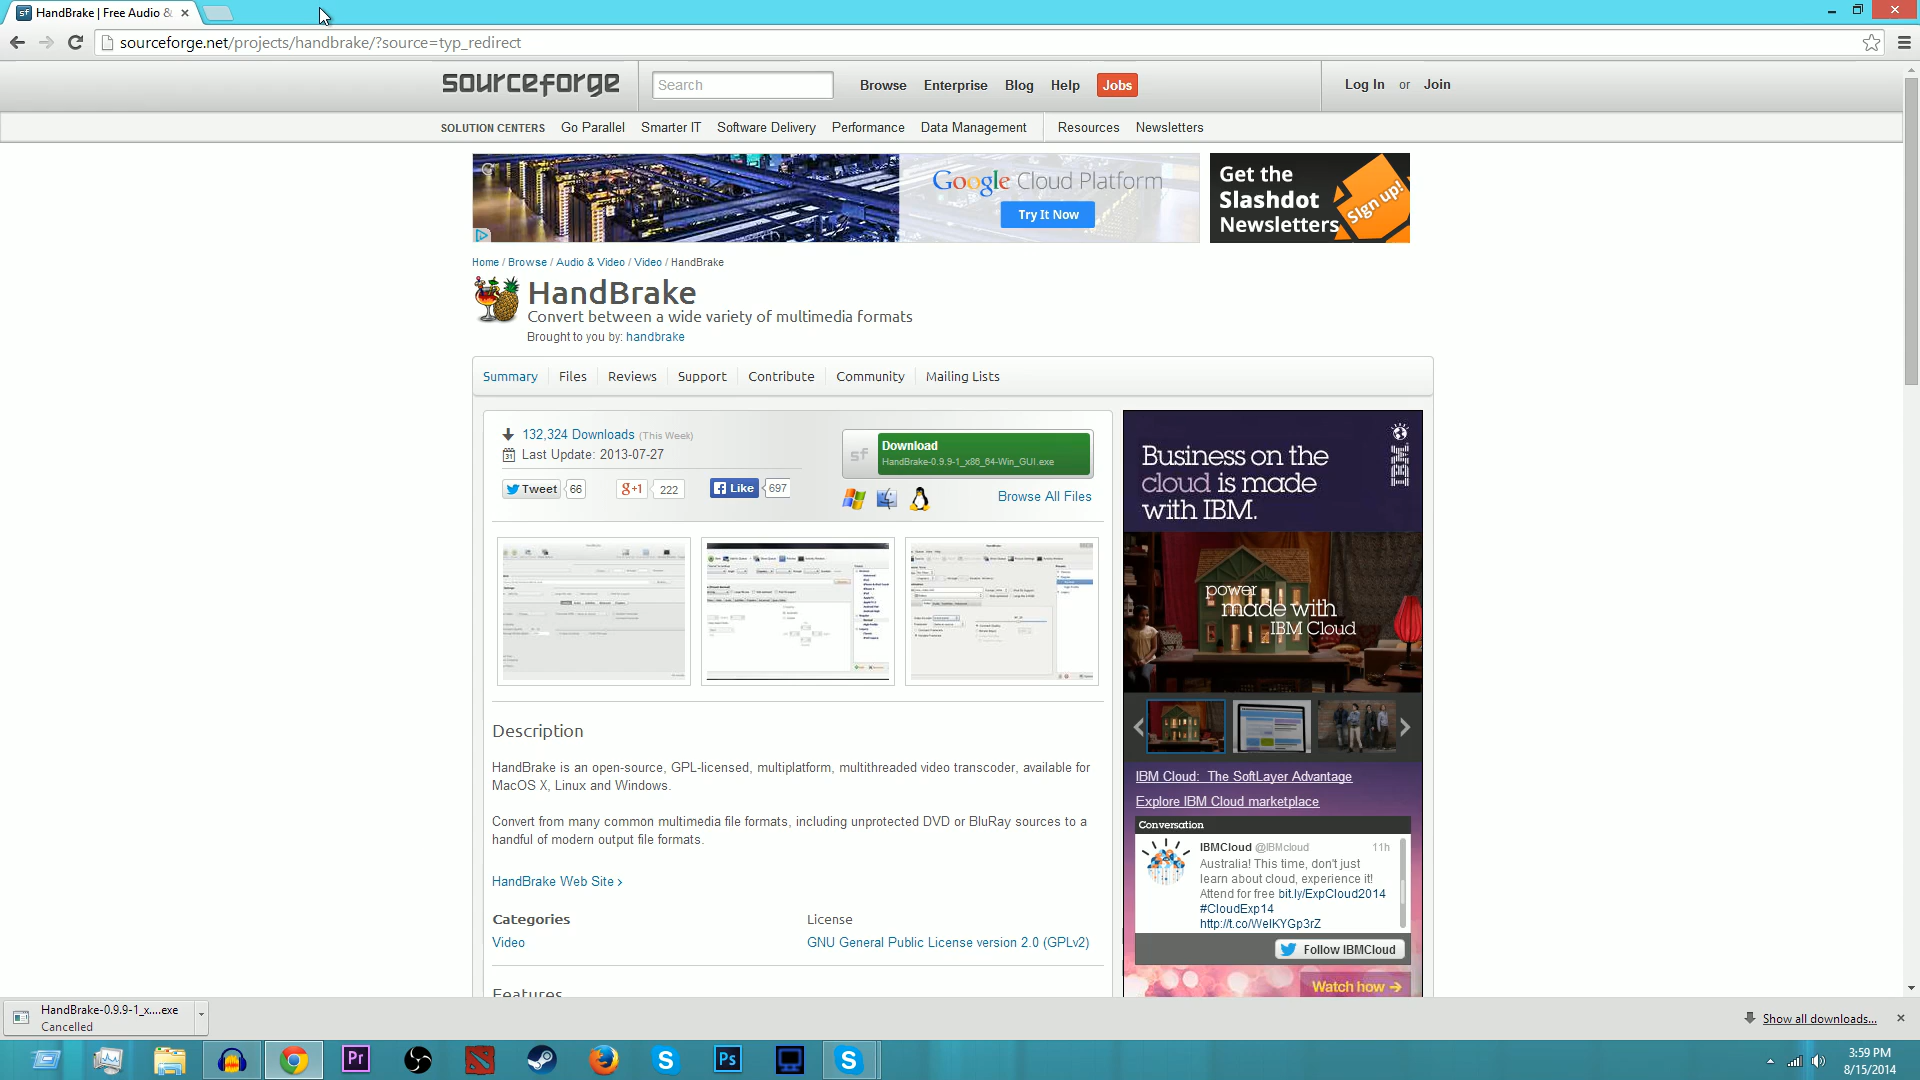 HandBrake | Free Audio &
sourceforge.net/projects/handbrake/?source=typ_redirect
sourceforge
Search
Browse Enterprise Blog Help Jobs
Log In or Join
SOLUTION CENTERS Go Parallel Smarter IT Software Delivery Performance Data Management Resources Newsletters
Google Cloud Platform
Try It Now
Get the
Slashdot
Newsletters
Sign up!
Home / Browse / Audio & Video / Video / HandBrake
HandBrake
Convert between a wide variety of multimedia formats
Brought to you by: handbrake
Summary Files Reviews Support Contribute Community Mailing Lists
132,324 Downloads (This Week)
Last Update: 2013-07-27
Tweet 66
g+1 222
Like 697
sf
Download
HandBrake-0.9.9-1_x86_64-Win_GUI.exe
Browse All Files
Business on the
cloud is made
with IBM.
IBM
power
made with
IBM Cloud
Description
HandBrake is an open-source, GPL-licensed, multiplatform, multithreaded video transcoder, available for
MacOS X, Linux and Windows.
Convert from many common multimedia file formats, including unprotected DVD or BluRay sources to a
handful of modern output file formats.
HandBrake Web Site >
Categories
Video
License
GNU General Public License version 2.0 (GPLv2)
Features
IBM Cloud: The SoftLayer Advantage
Explore IBM Cloud marketplace
Conversation
IBMCloud @IBMcloud 11h
Australia! This time, don't just
learn about cloud, experience it!
Attend for free bit.ly/ExpCloud2014
#CloudExp14
http://t.co/WelKYGp3rZ
Follow IBMCloud
Watch how
HandBrake-0.9.9-1_x....exe
Cancelled
Show all downloads...
Pr
Ps
3:59 PM
8/15/2014